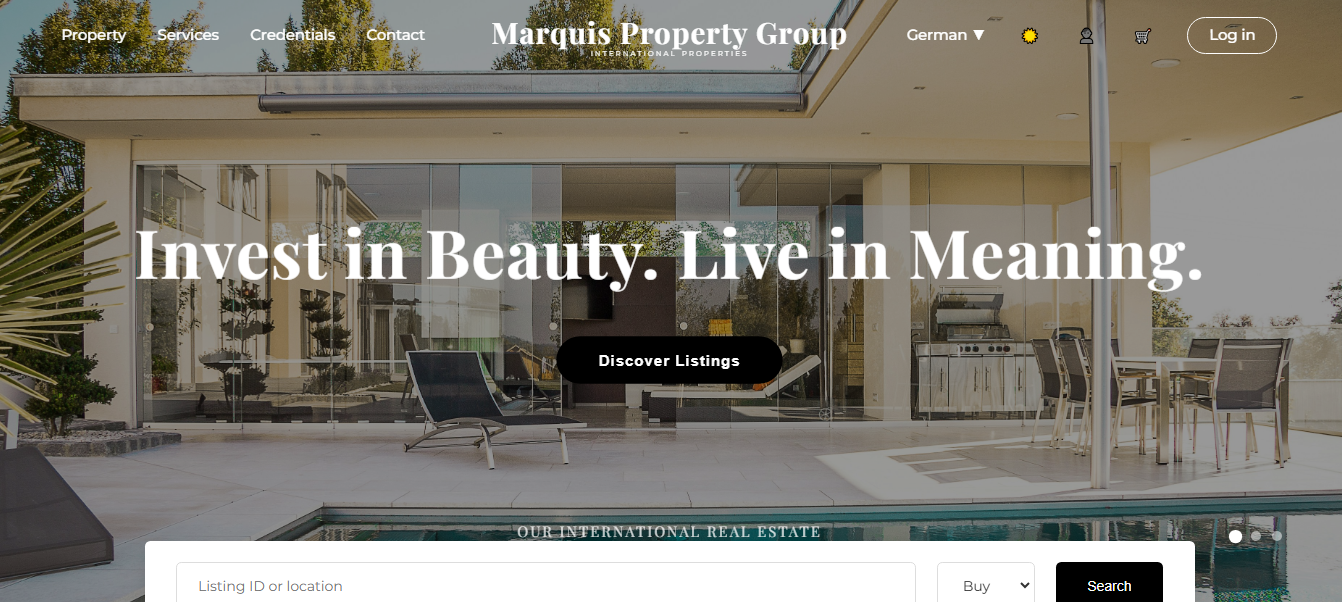 Property Services Credentials Contact
Marquis Property Group
INTERNATIONAL PROPERTIES
German ▼
Log in
Invest in Beauty. Live in Meaning.
Discover Listings
OUR INTERNATIONAL REAL ESTATE
Listing ID or location
Buy
Search